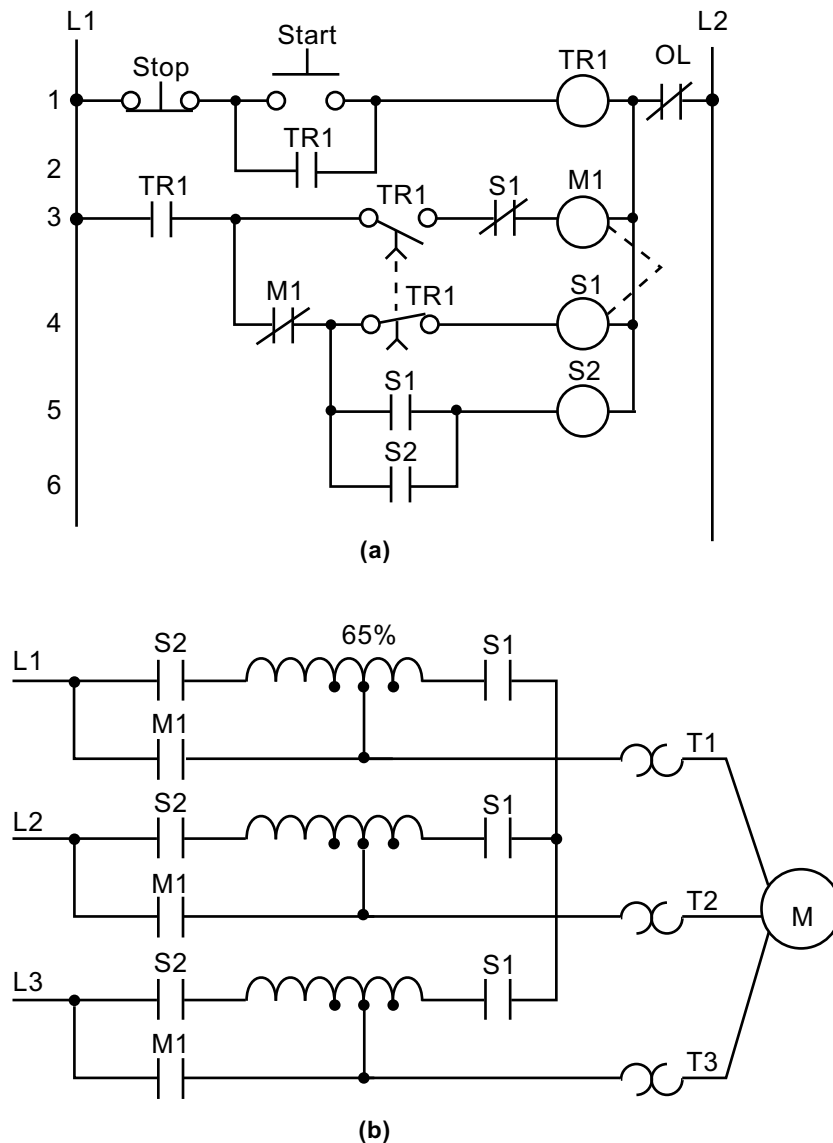 L1 L2
Start
OL
Stop TR1
1
TR1
2
TR1 TR1 S1 M1
3
M1 TR1 S1
4
S1 S2
5
S2
6
(a)
65%
S2 S1
L1
M1 T1
S2 S1
L2
M1 T2
M
S2 S1
L3
M1 T3
(b)